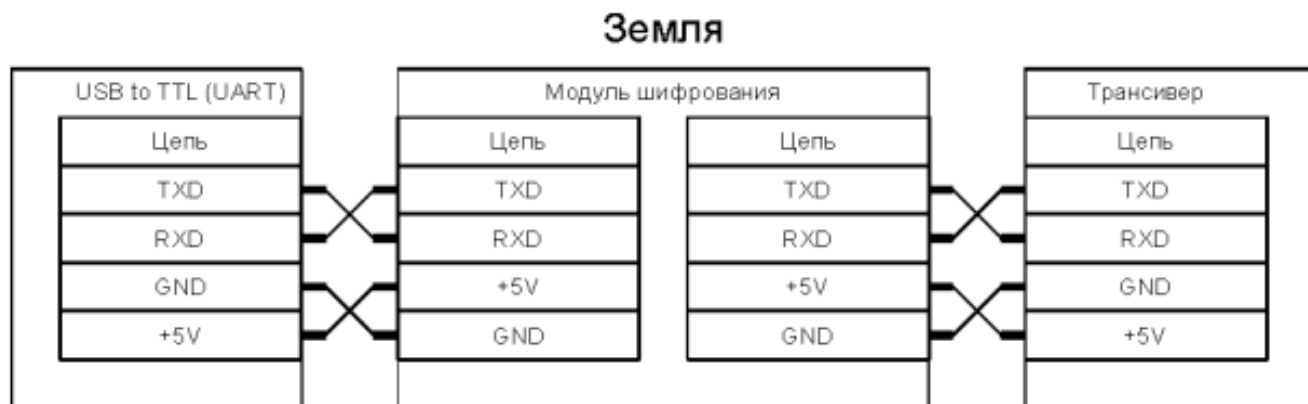 Земля
USB to TTL (UART)
Модуль шифрования
Трансивер
Цепь
Цепь
Цепь
Цепь
TXD
TXD
TXD
TXD
RXD
RXD
RXD
RXD
GND
+5V
+5V
GND
+5V
GND
GND
+5V